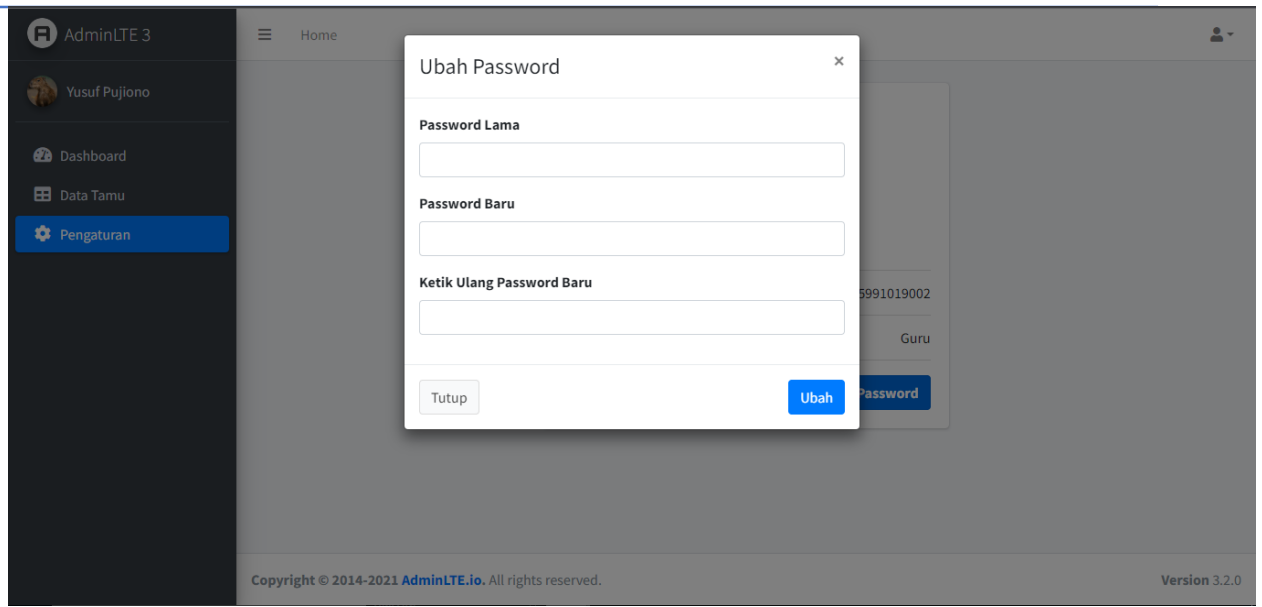 AdminLTE 3
Home
Yusuf Pujiono
Dashboard
Data Tamu
Pengaturan
Ubah Password
×
Password Lama
Password Baru
Ketik Ulang Password Baru
Tutup
Ubah
5991019002
Guru
Password
Copyright © 2014-2021 AdminLTE.io. All rights reserved.
Version 3.2.0